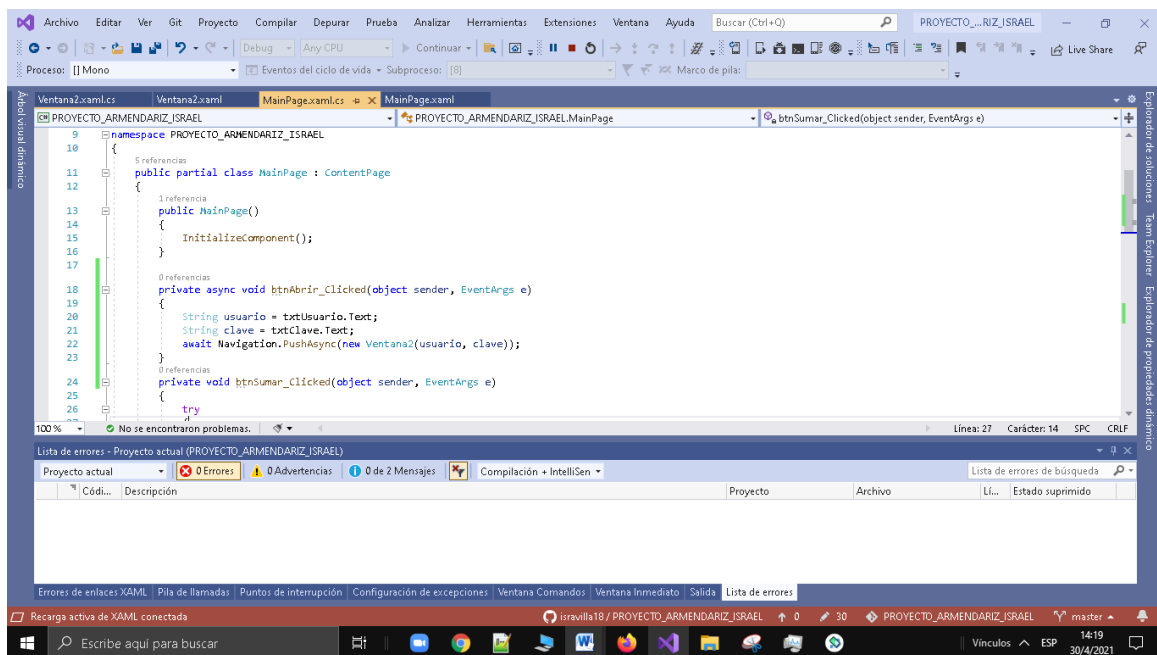 Archivo Editar Ver Git Proyecto Compilar Depurar Prueba Analizar Herramientas Extensiones Ventana Ayuda Buscar (Ctrl+Q) PROYECTO_...RIZ_ISRAEL
Debug Any CPU Continuar Live Share
Proceso: [] Mono Eventos del ciclo de vida Subproceso: [8] Marco de pila:
Árbol visual dinámico
Ventana2.xaml.cs Ventana2.xaml MainPage.xaml.cs MainPage.xaml
PROYECTO_ARMENDARIZ_ISRAEL PROYECTO_ARMENDARIZ_ISRAEL.MainPage btnSumar_Clicked(object sender, EventArgs e)
9 namespace PROYECTO_ARMENDARIZ_ISRAEL
10 {
5 referencias
11 public partial class MainPage : ContentPage
12 {
1 referencia
13 public MainPage()
14 {
15 InitializeComponent();
16 }
17
0 referencias
18 private async void btnAbrir_Clicked(object sender, EventArgs e)
19 {
20 String usuario = txtUsuario.Text;
21 String clave = txtClave.Text;
22 await Navigation.PushAsync(new Ventana2(usuario, clave));
23 }
0 referencias
24 private void btnSumar_Clicked(object sender, EventArgs e)
25 {
26 try
100 % No se encontraron problemas. Línea: 27 Carácter: 14 SPC CRLF
Explorador de soluciones Team Explorer Explorador de propiedades dinámico
Lista de errores - Proyecto actual (PROYECTO_ARMENDARIZ_ISRAEL)
Proyecto actual 0 Errores 0 Advertencias 0 de 2 Mensajes Compilación + IntelliSen Lista de errores de búsqueda
Códi... Descripción Proyecto Archivo Lí... Estado suprimido
Errores de enlaces XAML Pila de llamadas Puntos de interrupción Configuración de excepciones Ventana Comandos Ventana Inmediato Salida Lista de errores
Recarga activa de XAML conectada isravilla18 / PROYECTO_ARMENDARIZ_ISRAEL 0 30 PROYECTO_ARMENDARIZ_ISRAEL master
Escribe aquí para buscar Vínculos ESP 14:19
30/4/2021